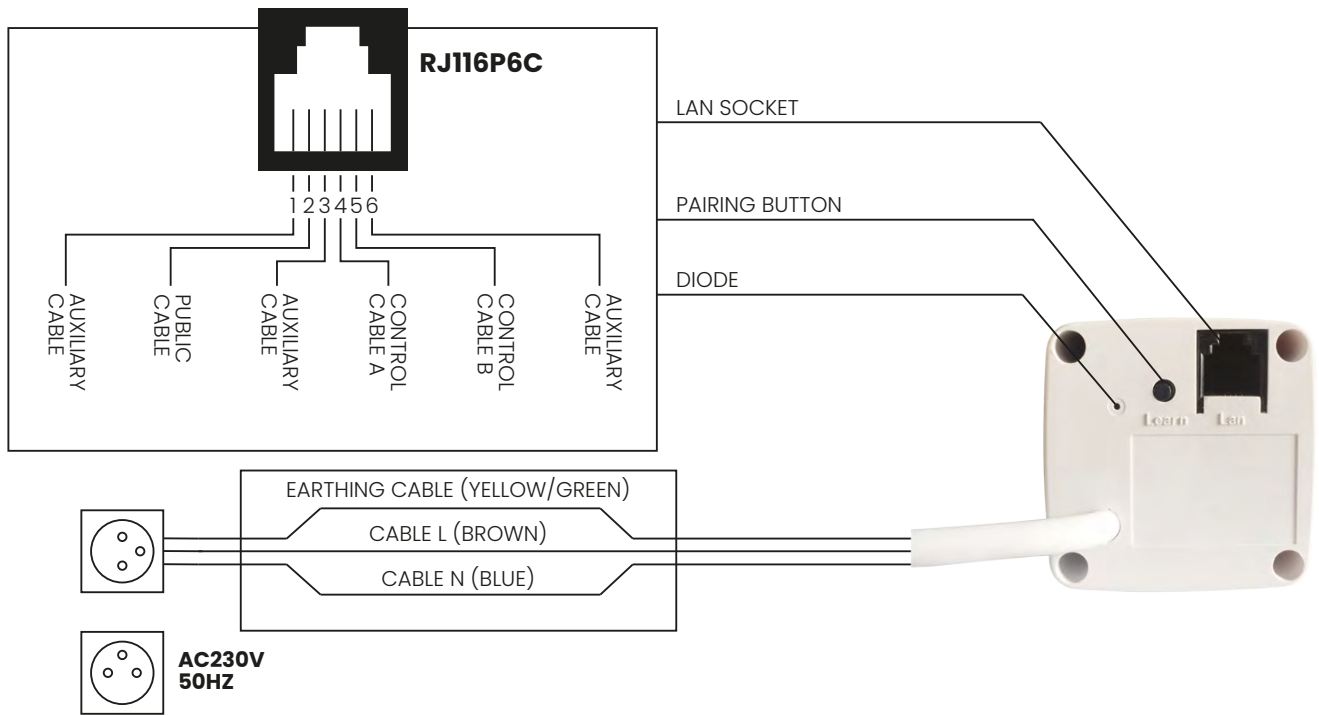 RJ116P6C
LAN SOCKET
PAIRING BUTTON
DIODE
1 2 3 4 5 6
AUXILIARY
CABLE
PUBLIC
CABLE
AUXILIARY
CABLE
CONTROL
CABLE A
CONTROL
CABLE B
AUXILIARY
CABLE
Learn
Lan
EARTHING CABLE (YELLOW/GREEN)
CABLE L (BROWN)
CABLE N (BLUE)
AC230V
50HZ